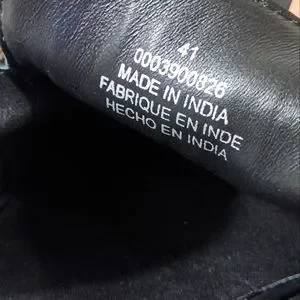 41
0003900826
MADE IN INDIA
FABRIQUE EN INDE
HECHO EN INDIA